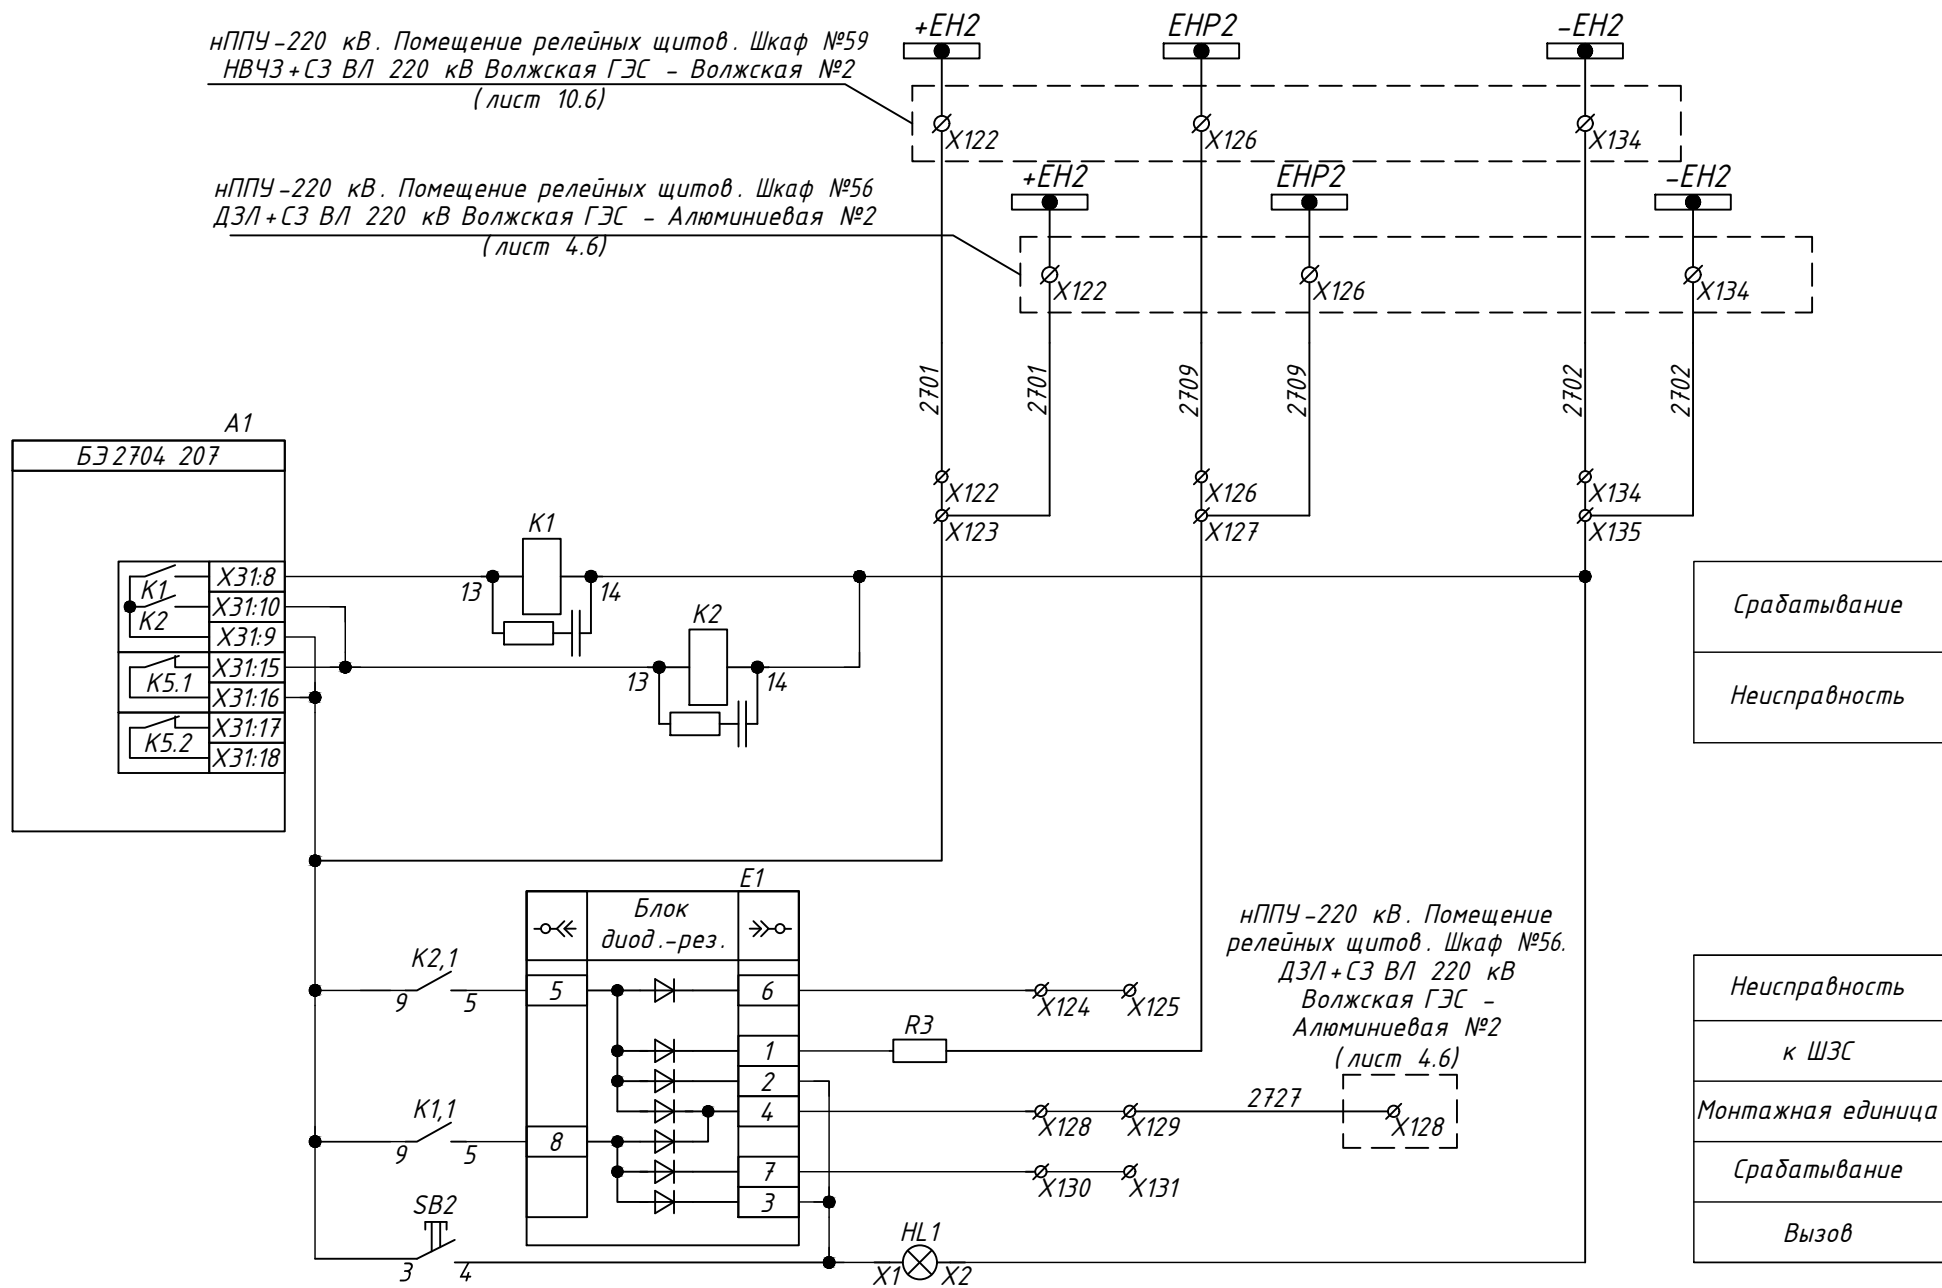 +ЕН2
ЕНР2
-ЕН2
нППУ-220 кВ. Помещение релейных щитов. Шкаф №59
НВЧЗ+СЗ ВЛ 220 кВ Волжская ГЭС - Волжская №2
(лист 10.6)
X122
X126
X134
нППУ-220 кВ. Помещение релейных щитов. Шкаф №56
ДЗЛ+СЗ ВЛ 220 кВ Волжская ГЭС - Алюминиевая №2
(лист 4.6)
+ЕН2
ЕНР2
-ЕН2
X122
X126
X134
2701
2701
2709
2709
2702
2702
X122
X126
X134
X123
X127
X135
A1
БЭ 2704 207
K1
X31:8
K2
X31:10
X31:9
K5.1
X31:15
X31:16
K5.2
X31:17
X31:18
K1
13
14
K2
13
14
Срабатывание
Неисправность
E1
Блок
диод.-рез.
K2,1
9
5
5
6
X124
X125
1
R3
2
K1,1
9
5
8
4
X128
X129
2727
X128
7
X130
X131
3
SB2
3
4
HL1
X1
X2
нППУ-220 кВ. Помещение
релейных щитов. Шкаф №56.
ДЗЛ+СЗ ВЛ 220 кВ
Волжская ГЭС -
Алюминиевая №2
(лист 4.6)
Неисправность
к ШЗС
Монтажная единица
Срабатывание
Вызов